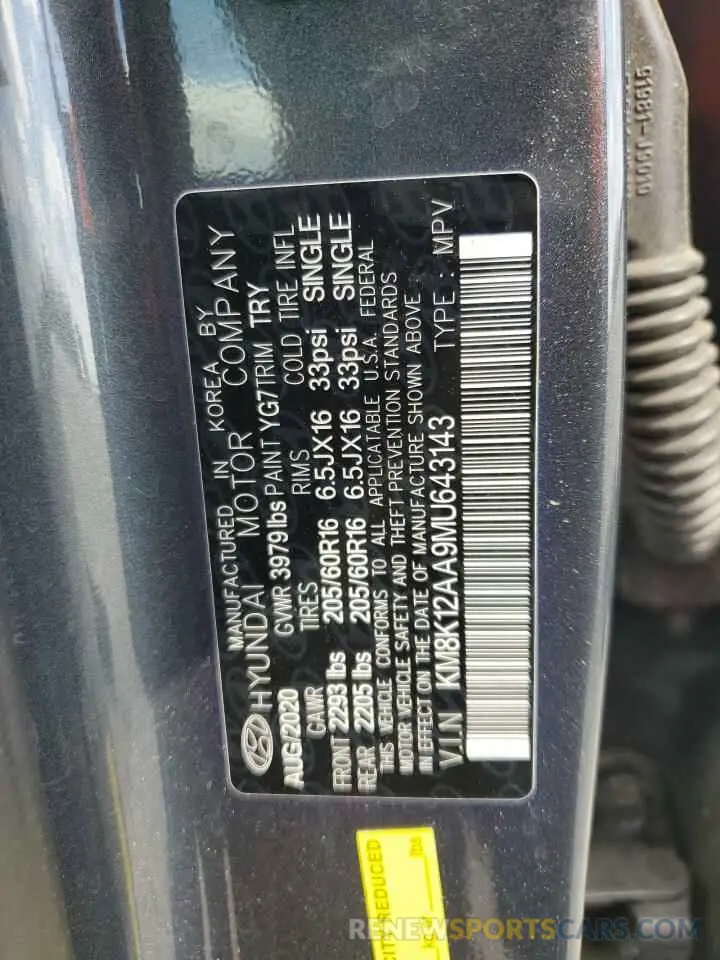 MANUFACTURED IN KOREA BY
HYUNDAI MOTOR COMPANY
AUG/2020 GVWR 3979 lbs PAINT YG7 TRIM TRY
GAWR TIRES RIMS COLD TIRE INFL
FRONT 2293 lbs 205/60R16 6.5JX16 33psi SINGLE
REAR 2205 lbs 205/60R16 6.5JX16 33psi SINGLE
THIS VEHICLE CONFORMS TO ALL APPLICATABLE U.S.A. FEDERAL
MOTOR VEHICLE SAFETY AND THEFT PREVENTION STANDARDS
IN EFFECT ON THE DATE OF MANUFACTURE SHOWN ABOVE
V.I.N KM8K12AA9MU643143 TYPE : MPV
REDUCED
lbs
RENEWSPORTSCARS.COM